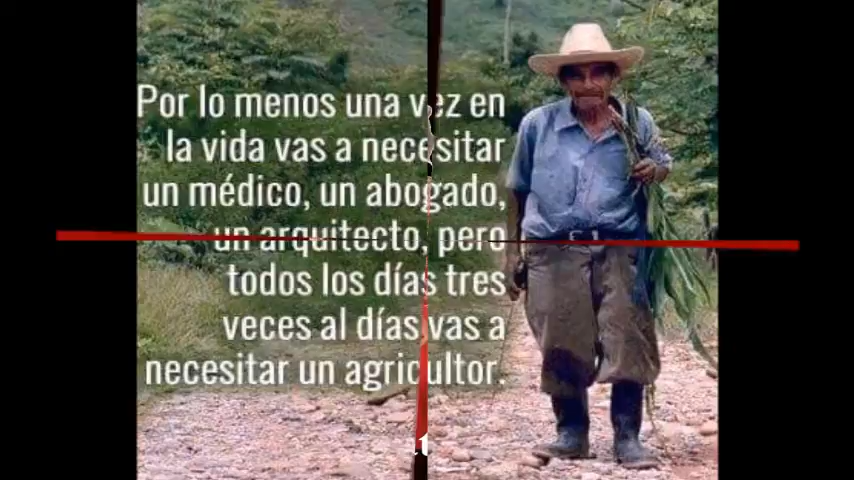 Por lo menos una vez en
la vida vas a necesitar
un médico, un abogado,
un arquitecto, pero
todos los días tres
veces al días vas a
necesitar un agricultor.